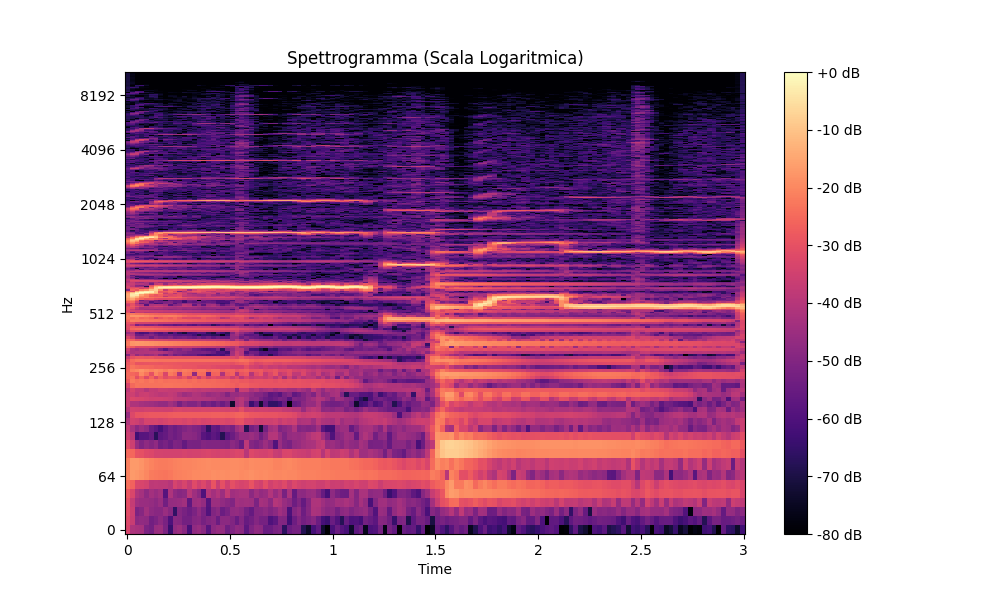 Spettrogramma (Scala Logaritmica)
Hz
8192
4096
2048
1024
512
256
128
64
0
0
0.5
1
1.5
2
2.5
3
Time
+0 dB
-10 dB
-20 dB
-30 dB
-40 dB
-50 dB
-60 dB
-70 dB
-80 dB